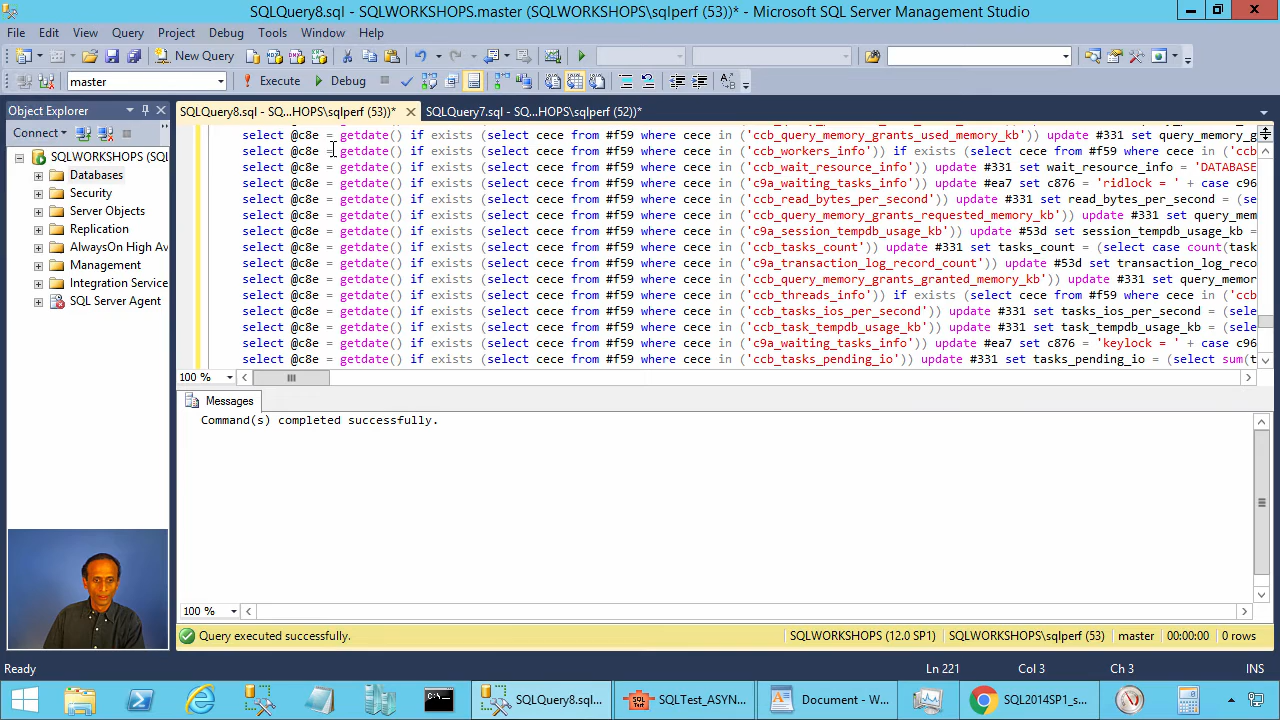 SQLQuery8.sql - SQLWORKSHOPS.master (SQLWORKSHOPS\sqlperf (53))* - Microsoft SQL Server Management Studio
File Edit View Query Project Debug Tools Window Help
New Query
master Execute Debug
Object Explorer
SQLQuery8.sql - SQ...HOPS\sqlperf (53))* SQLQuery7.sql - SQ...HOPS\sqlperf (52))*
Connect
SQLWORKSHOPS (SQL
Databases
Security
Server Objects
Replication
AlwaysOn High Av
Management
Integration Service
SQL Server Agent
select @c8e = getdate() if exists (select cece from #f59 where cece in ('ccb_query_memory_grants_used_memory_kb')) update #331 set query_memory_g
select @c8e = getdate() if exists (select cece from #f59 where cece in ('ccb_workers_info')) if exists (select cece from #f59 where cece in ('ccb
select @c8e = getdate() if exists (select cece from #f59 where cece in ('ccb_wait_resource_info')) update #331 set wait_resource_info = 'DATABASE
select @c8e = getdate() if exists (select cece from #f59 where cece in ('c9a_waiting_tasks_info')) update #ea7 set c876 = 'ridlock = ' + case c96
select @c8e = getdate() if exists (select cece from #f59 where cece in ('ccb_read_bytes_per_second')) update #331 set read_bytes_per_second = (se
select @c8e = getdate() if exists (select cece from #f59 where cece in ('ccb_query_memory_grants_requested_memory_kb')) update #331 set query_mem
select @c8e = getdate() if exists (select cece from #f59 where cece in ('c9a_session_tempdb_usage_kb')) update #53d set session_tempdb_usage_kb =
select @c8e = getdate() if exists (select cece from #f59 where cece in ('ccb_tasks_count')) update #331 set tasks_count = (select case count(task
select @c8e = getdate() if exists (select cece from #f59 where cece in ('c9a_transaction_log_record_count')) update #53d set transaction_log_reco
select @c8e = getdate() if exists (select cece from #f59 where cece in ('ccb_query_memory_grants_granted_memory_kb')) update #331 set query_memor
select @c8e = getdate() if exists (select cece from #f59 where cece in ('ccb_threads_info')) if exists (select cece from #f59 where cece in ('ccb
select @c8e = getdate() if exists (select cece from #f59 where cece in ('ccb_tasks_ios_per_second')) update #331 set tasks_ios_per_second = (sele
select @c8e = getdate() if exists (select cece from #f59 where cece in ('ccb_task_tempdb_usage_kb')) update #331 set task_tempdb_usage_kb = (sele
select @c8e = getdate() if exists (select cece from #f59 where cece in ('c9a_waiting_tasks_info')) update #ea7 set c876 = 'keylock = ' + case c96
select @c8e = getdate() if exists (select cece from #f59 where cece in ('ccb_tasks_pending_io')) update #331 set tasks_pending_io = (select sum(t
100 %
Messages
Command(s) completed successfully.
100 %
Query executed successfully. SQLWORKSHOPS (12.0 SP1) SQLWORKSHOPS\sqlperf (53) master 00:00:00 0 rows
Ready Ln 221 Col 3 Ch 3 INS
SQLQuery8.sql... SQLTest_ASYN... Document - W... SQL2014SP1_s...